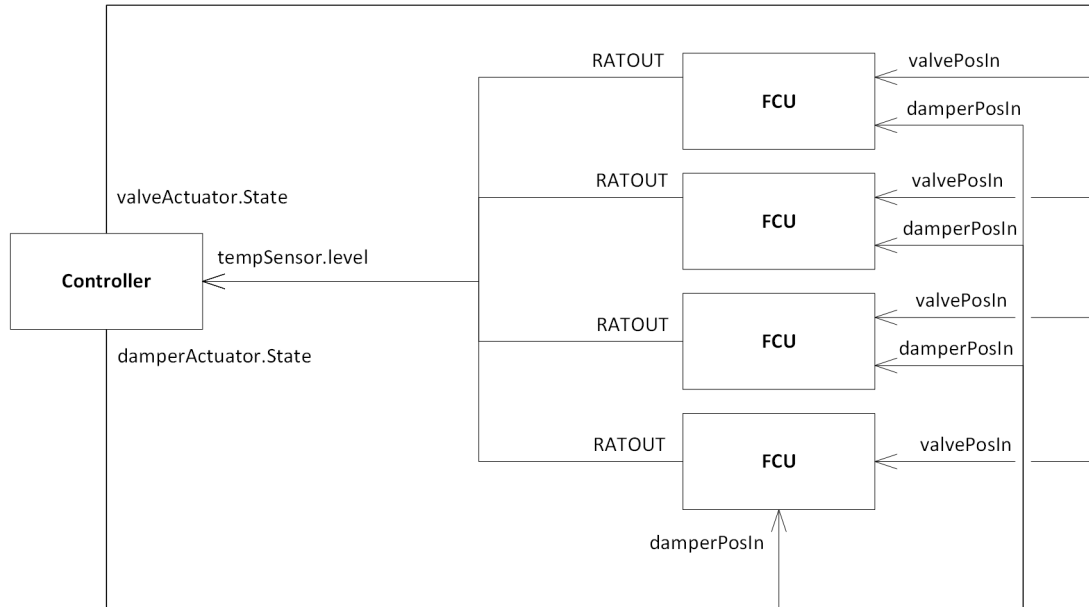 RATOUT
valvePosIn
FCU
damperPosIn
valveActuator.State
RATOUT
valvePosIn
FCU
damperPosIn
Controller
tempSensor.level
RATOUT
valvePosIn
FCU
damperPosIn
damperActuator.State
RATOUT
valvePosIn
FCU
damperPosIn